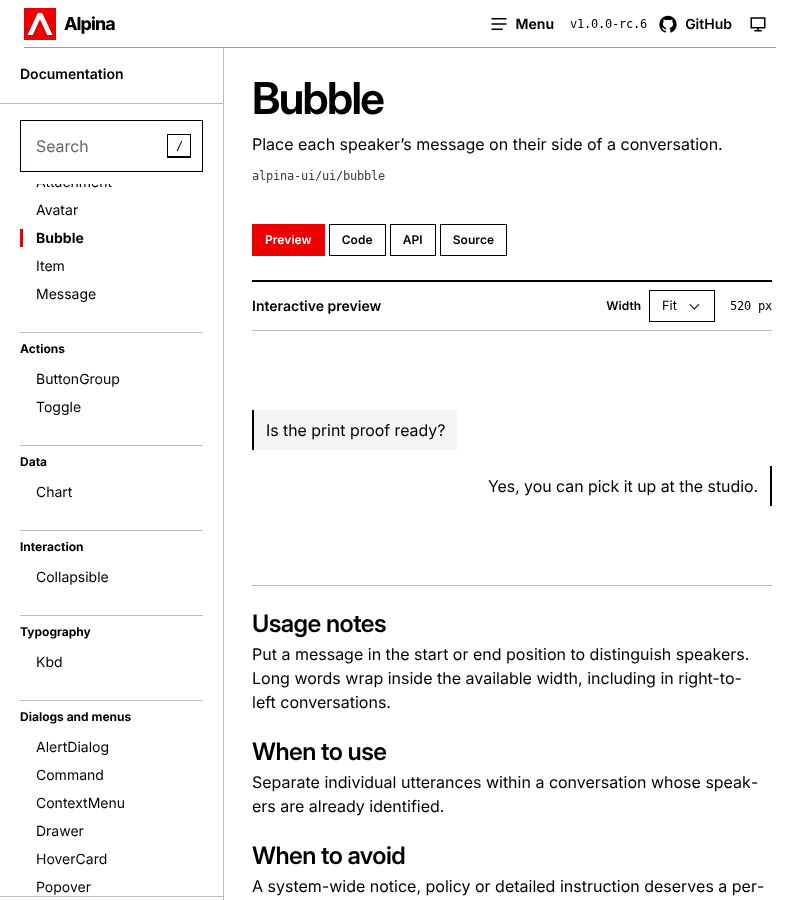 Alpina
Menu
v1.0.0-rc.6
GitHub
Documentation
Search
/
Attachment
Avatar
Bubble
Item
Message
Actions
ButtonGroup
Toggle
Data
Chart
Interaction
Collapsible
Typography
Kbd
Dialogs and menus
AlertDialog
Command
ContextMenu
Drawer
HoverCard
Popover
Bubble
Place each speaker’s message on their side of a conversation.
alpina-ui/ui/bubble
Preview
Code
API
Source
Interactive preview
Width
Fit
520 px
Is the print proof ready?
Yes, you can pick it up at the studio.
Usage notes
Put a message in the start or end position to distinguish speakers.
Long words wrap inside the available width, including in right-to-
left conversations.
When to use
Separate individual utterances within a conversation whose speak-
ers are already identified.
When to avoid
A system-wide notice, policy or detailed instruction deserves a per-